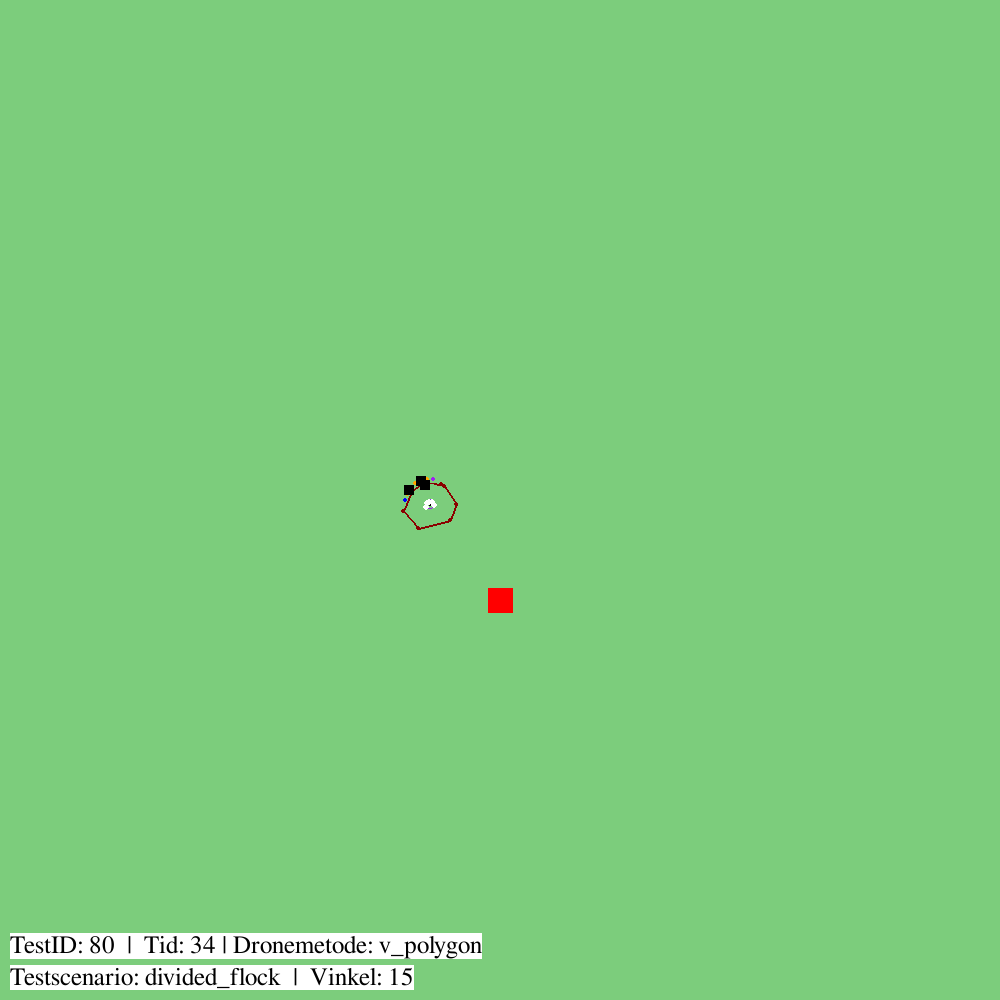 TestID: 80 | Tid: 34 | Dronemetode: v_polygon
Testscenario: divided_flock | Vinkel: 15